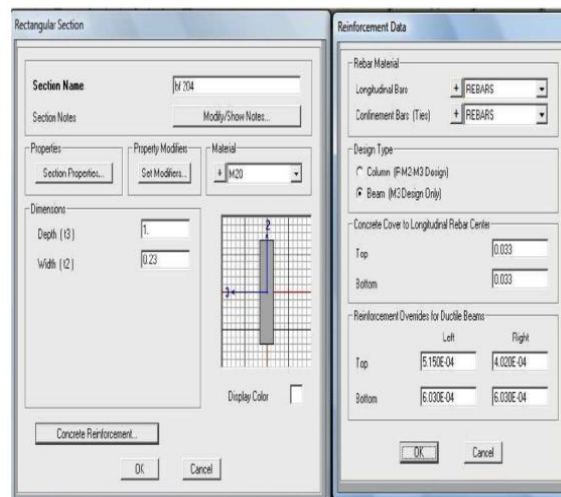 Rectangular Section
Section Name bf 204
Section Notes Modify/Show Notes...
Properties Property Modifiers Material
Section Properties... Set Modifiers... + M20
Dimensions
Depth ( t3 ) 1.
Width ( t2 ) 0.23
2
3
Display Color
Concrete Reinforcement...
OK Cancel
Reinforcement Data
Rebar Material
Longitudinal Bars + REBARS
Confinement Bars (Ties) + REBARS
Design Type
Column (P-M2-M3 Design)
Beam (M3 Design Only)
Concrete Cover to Longitudinal Rebar Center
Top 0.033
Bottom 0.033
Reinforcement Overrides for Ductile Beams
Left Right
Top 5.150E-04 4.020E-04
Bottom 6.030E-04 6.030E-04
OK Cancel